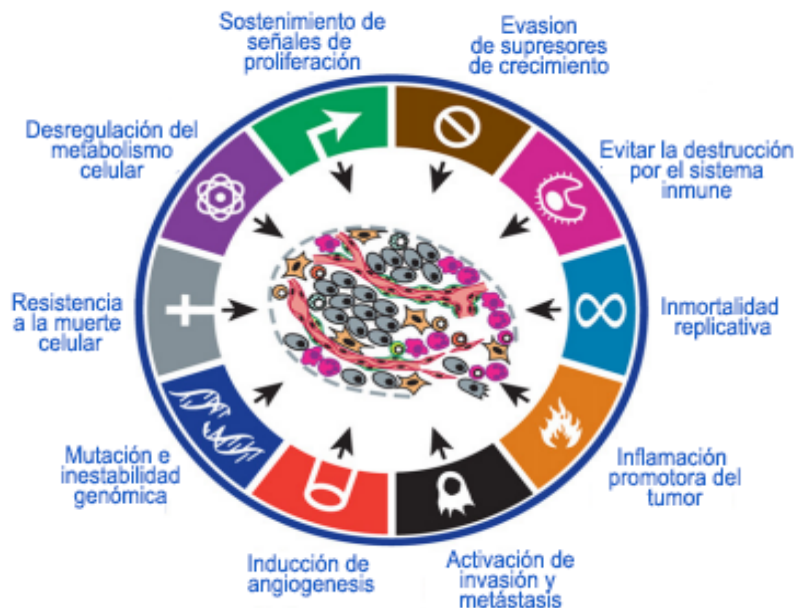 Sostenimiento de
señales de
proliferación
Evasion
de supresores
de crecimiento
Evitar la destrucción
por el sistema
inmune
Inmortalidad
replicativa
Inflamación
promotora del
tumor
Activación de
invasión y
metástasis
Inducción de
angiogenesis
Mutación e
inestabilidad
genómica
Resistencia
a la muerte
celular
Desregulación del
metabolismo
celular